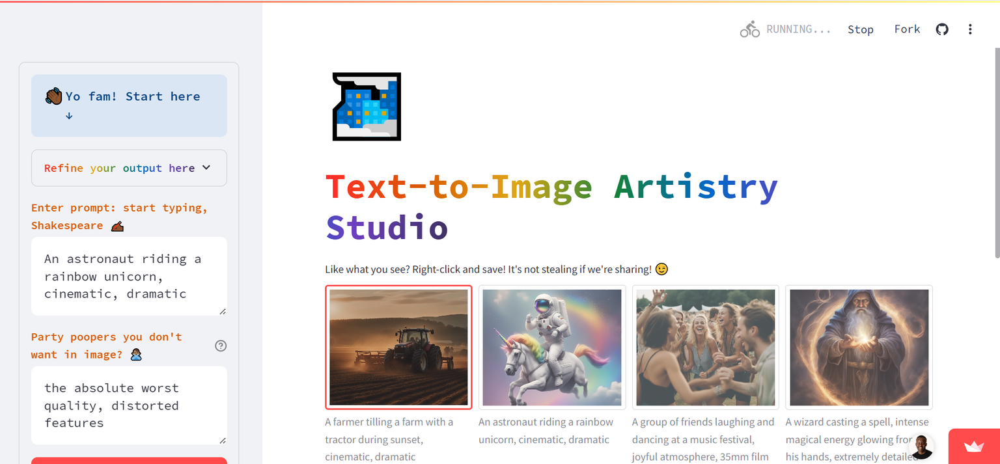 RUNNING...
Stop
Fork
Yo fam! Start here
↓
Refine your output here
Enter prompt: start typing,
Shakespeare
An astronaut riding a
rainbow unicorn,
cinematic, dramatic
Party poopers you don't
want in image?
the absolute worst
quality, distorted
features
Text-to-Image Artistry
Studio
Like what you see? Right-click and save! It's not stealing if we're sharing! 😉
A farmer tilling a farm with a
tractor during sunset,
cinematic, dramatic
An astronaut riding a rainbow
unicorn, cinematic, dramatic
A group of friends laughing and
dancing at a music festival,
joyful atmosphere, 35mm film
A wizard casting a spell, intense
magical energy glowing from
his hands, extremely detailed